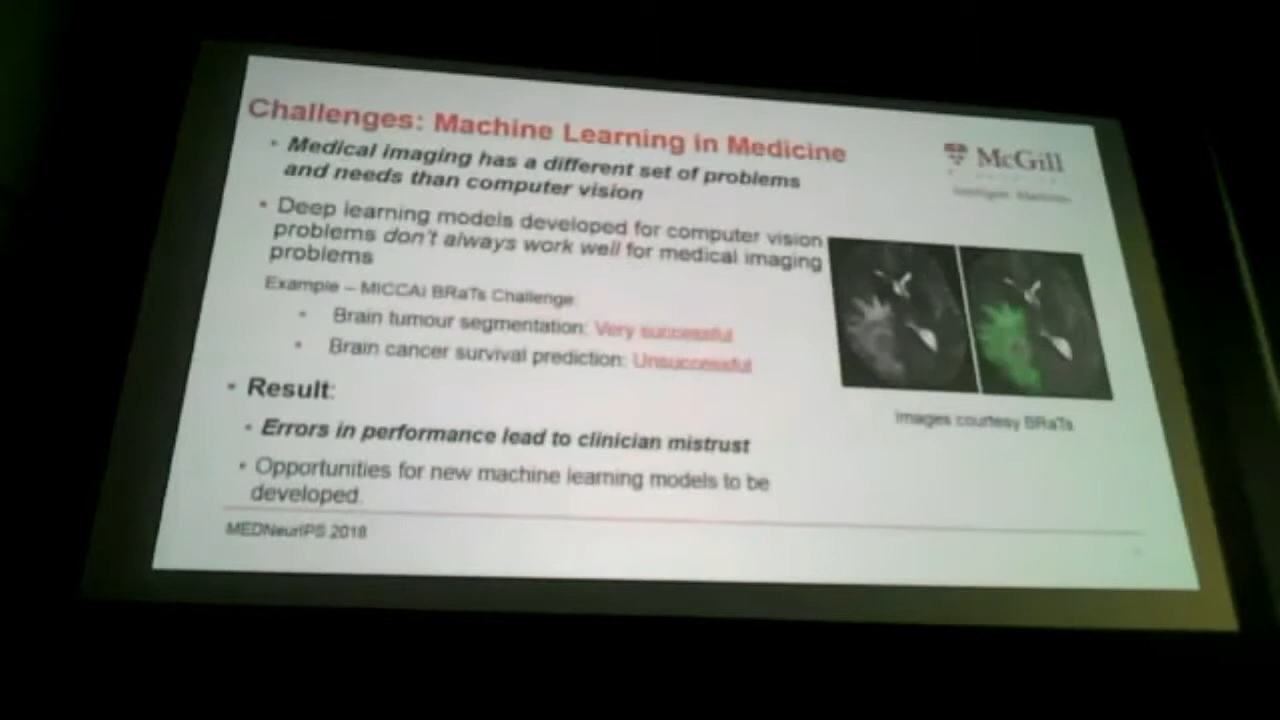 Challenges: Machine Learning in Medicine
McGill
• Medical imaging has a different set of problems
and needs than computer vision
• Deep learning models developed for computer vision
problems don't always work well for medical imaging
problems
Example – MICCAI BRaTs Challenge:
• Brain tumour segmentation: Very successful
• Brain cancer survival prediction: Unsuccessful
Images courtesy BRaTs
• Result:
• Errors in performance lead to clinician mistrust
• Opportunities for new machine learning models to be
developed.
MEDNeurIPS 2018